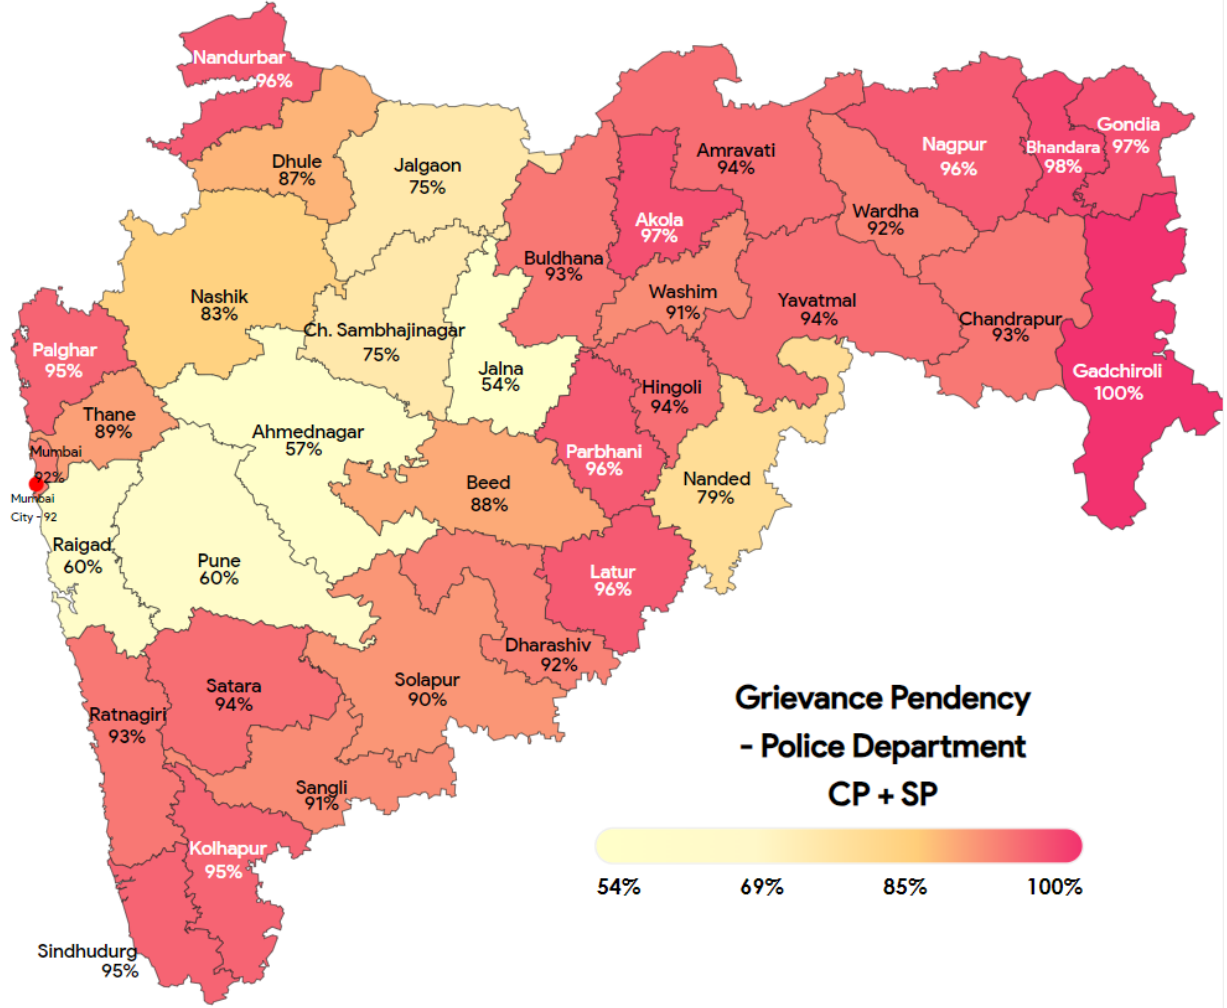 Nandurbar
96%
Dhule
87%
Jalgaon
75%
Nashik
83%
Ch. Sambhajinagar
75%
Jalna
54%
Buldhana
93%
Akola
97%
Amravati
94%
Nagpur
96%
Bhandara
98%
Gondia
97%
Wardha
92%
Washim
91%
Yavatmal
94%
Chandrapur
93%
Gadchiroli
100%
Palghar
95%
Thane
89%
Mumbai
92%
Mumbai
City - 92
Ahmednagar
57%
Hingoli
94%
Parbhani
96%
Nanded
79%
Beed
88%
Raigad
60%
Pune
60%
Latur
96%
Dharashiv
92%
Solapur
90%
Satara
94%
Ratnagiri
93%
Sangli
91%
Kolhapur
95%
Sindhudurg
95%
Grievance Pendency
- Police Department
CP + SP
54% 69% 85% 100%